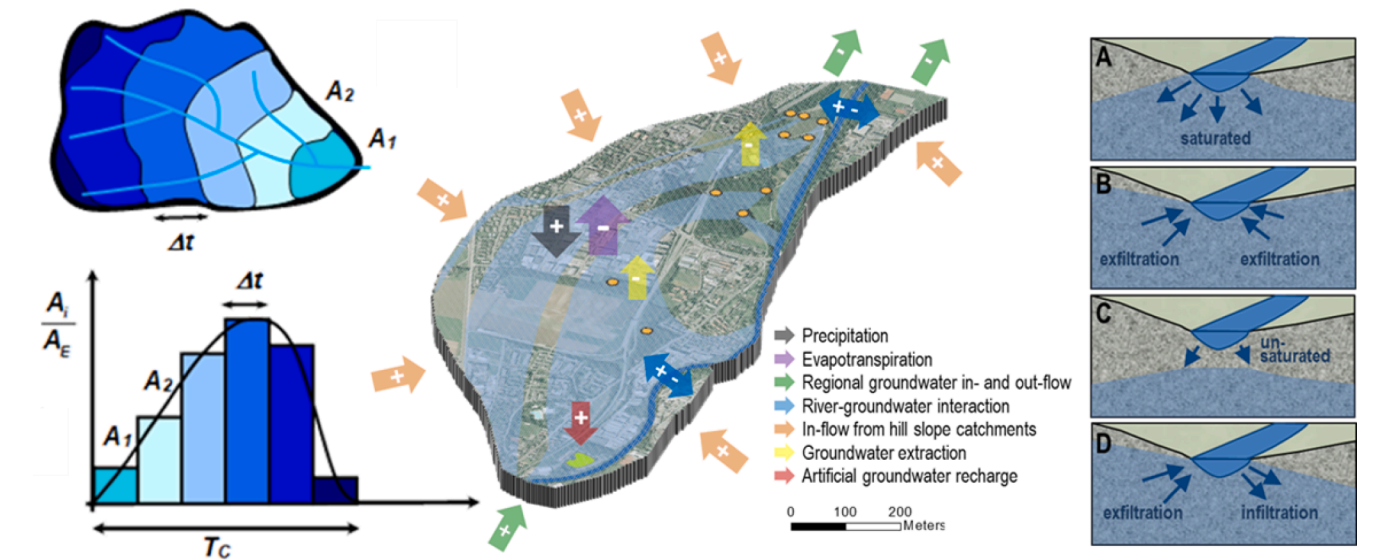 A2
A1
Δt
Δt
Ai
AE
A2
A1
TC
+
+
+
+
+
+
+
-
-
+ -
-
+
-
-
+ -
+
+
Precipitation
Evapotranspiration
Regional groundwater in- and out-flow
River-groundwater interaction
In-flow from hill slope catchments
Groundwater extraction
Artificial groundwater recharge
0 100 200
Meters
A
saturated
B
exfiltration exfiltration
C
un-
saturated
D
exfiltration infiltration